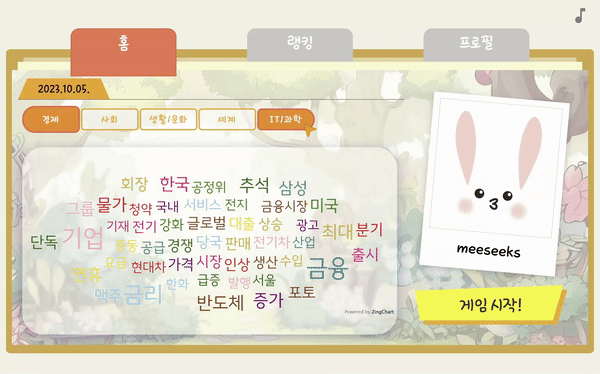 홈 랭킹 프로필
2023.10.05.
경제 사회 생활/문화 세계 IT/과학
회장 한국 공정위 추석 삼성
그룹 물가 청약 국내 서비스 전지 금융시장 미국
기재 전기 강화 글로벌 대출 상승 광고 최대 분기
단독 기업 중동 공급 경쟁 당국 판매 전기차 산업
요금 현대차 가격 시장 인상 생산 수입 금융 출시
연휴 한화 급증 발행 서울
맥주 금리 반도체 증가 포토
Powered by ZingChart
meeseeks
게임 시작!